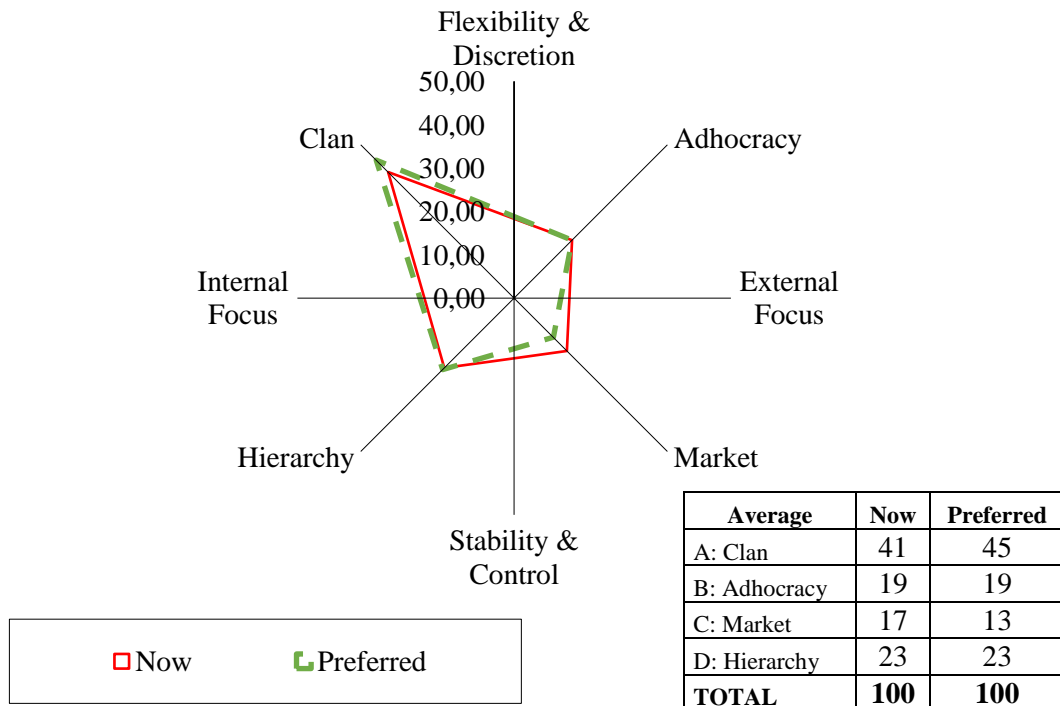 Flexibility &
Discretion
50,00
40,00
30,00
20,00
10,00
0,00
Clan
Adhocracy
Internal
Focus
External
Focus
Hierarchy
Market
Stability &
Control
Now
Preferred
Average Now Preferred
A: Clan 41 45
B: Adhocracy 19 19
C: Market 17 13
D: Hierarchy 23 23
TOTAL 100 100